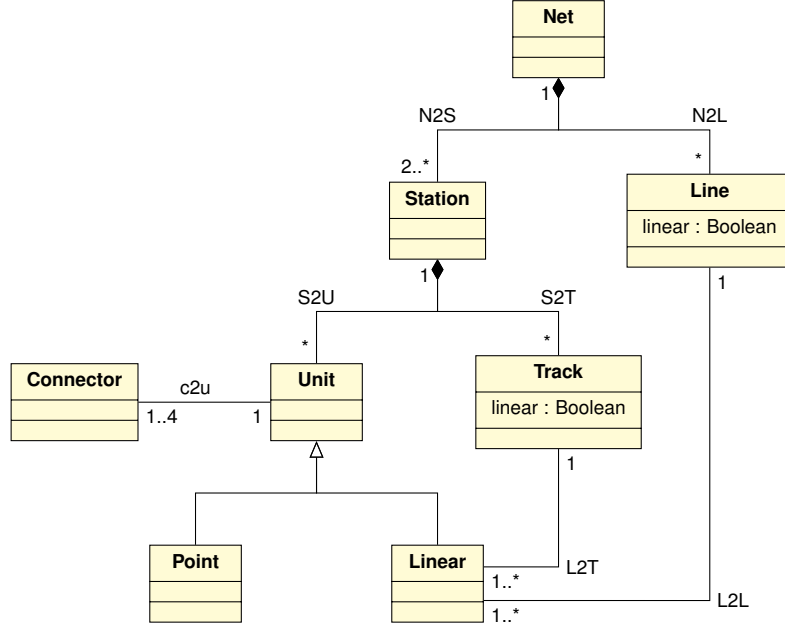 Net
1
N2S
N2L
2..*
*
Station
Line
linear : Boolean
1
1
S2U
S2T
*
*
Connector
c2u
Unit
Track
1..4
1
linear : Boolean
1
Point
Linear
L2T
1..*
L2L
1..*